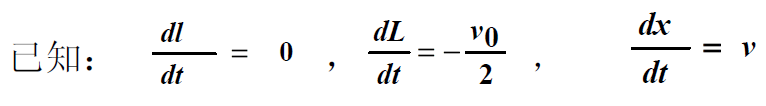 已知： dl/dt = 0 , dL/dt = -v₀/2 , dx/dt = v